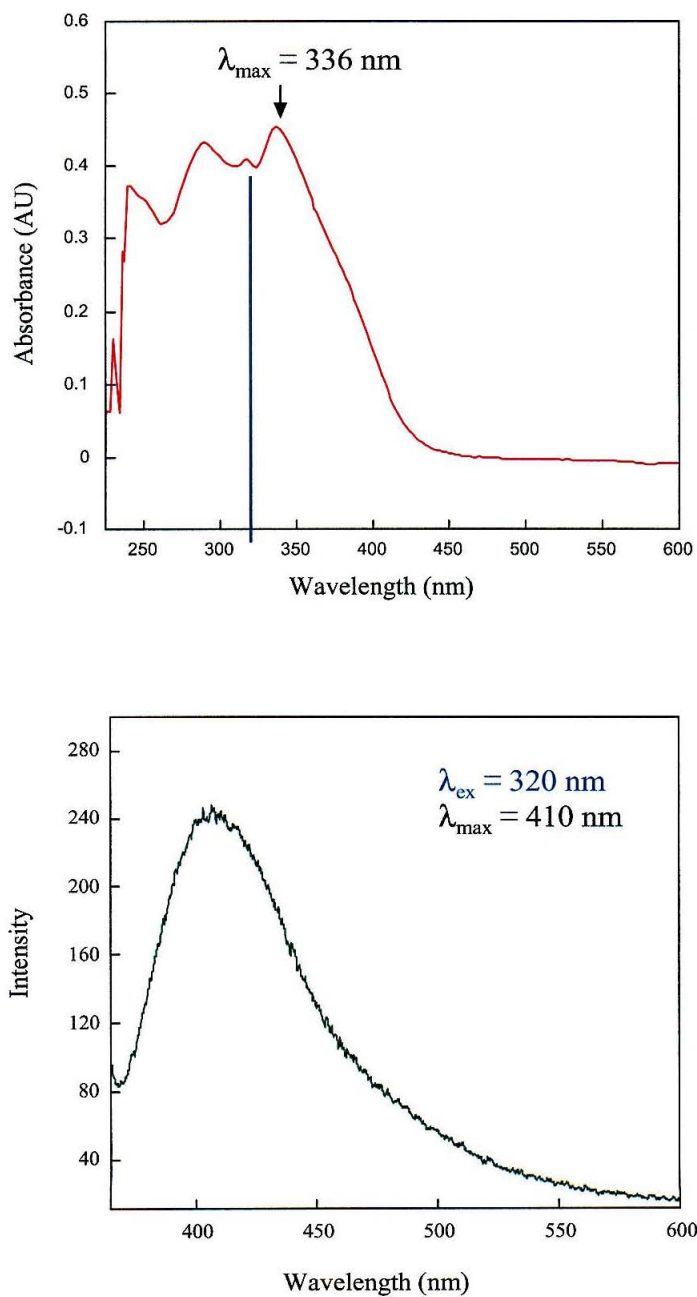 0.6
λmax = 336 nm
0.5
0.4
0.3
0.2
0.1
0
-0.1
Absorbance (AU)
250 300 350 400 450 500 550 600
Wavelength (nm)
280
λex = 320 nm
λmax = 410 nm
240
200
160
120
80
40
Intensity
400 450 500 550 600
Wavelength (nm)